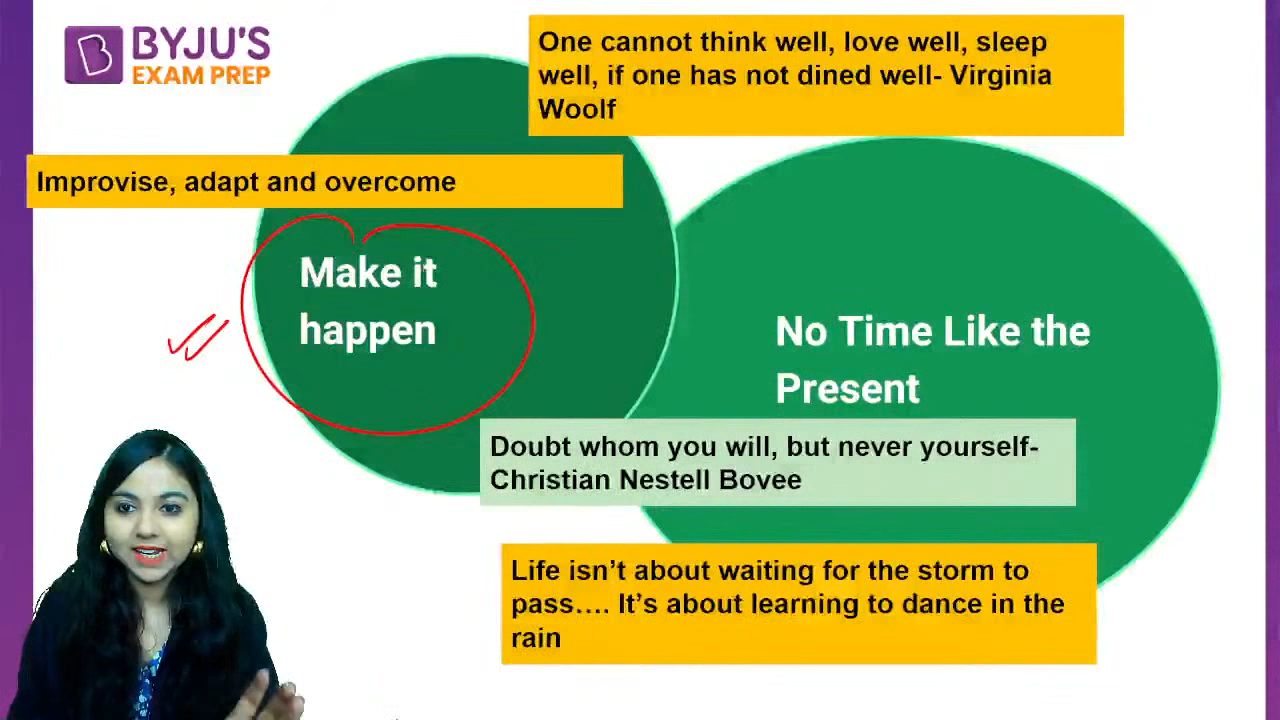 BYJU'S
EXAM PREP
One cannot think well, love well, sleep
well, if one has not dined well- Virginia
Woolf
Improvise, adapt and overcome
Make it
happen
No Time Like the
Present
Doubt whom you will, but never yourself-
Christian Nestell Bovee
Life isn’t about waiting for the storm to
pass…. It’s about learning to dance in the
rain